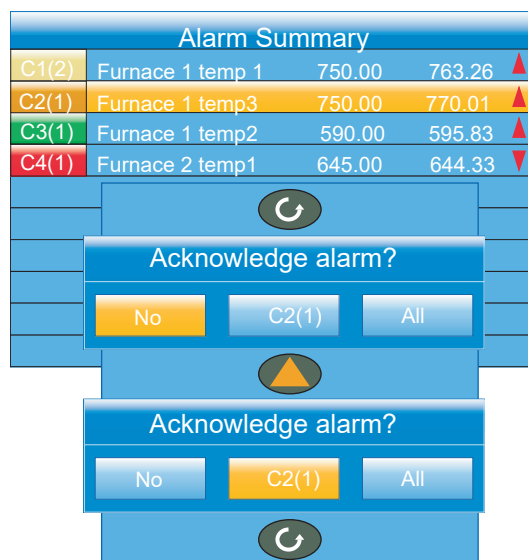 Alarm Summary
C1(2) Furnace 1 temp 1 750.00 763.26
C2(1) Furnace 1 temp3 750.00 770.01
C3(1) Furnace 1 temp2 590.00 595.83
C4(1) Furnace 2 temp1 645.00 644.33
Acknowledge alarm?
No C2(1) All
Acknowledge alarm?
No C2(1) All